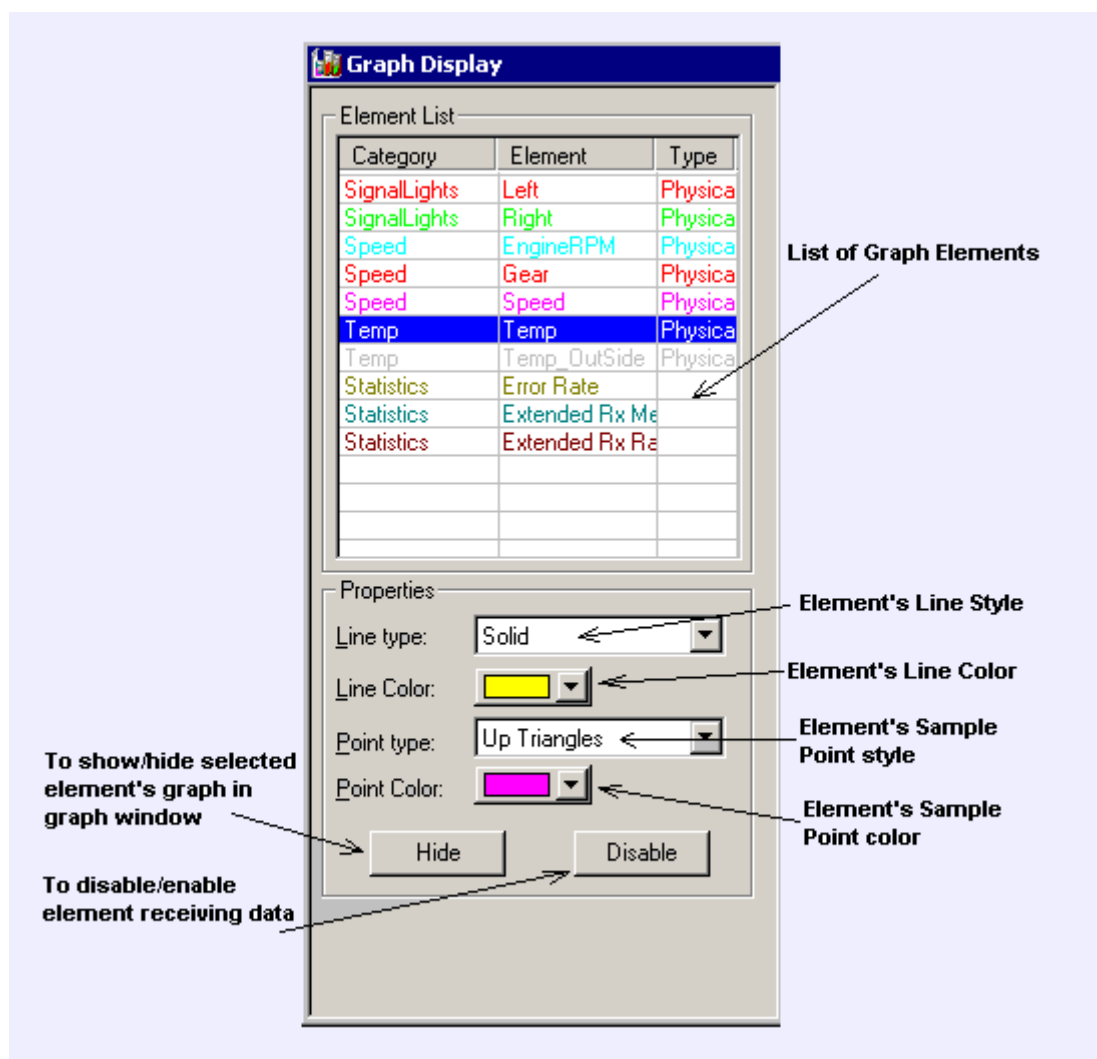 Graph Display
Element List
Category Element Type
SignalLights Left Physica
SignalLights Right Physica
Speed EngineRPM Physica
Speed Gear Physica
Speed Speed Physica
Temp Temp Physica
Temp Temp_OutSide Physica
Statistics Error Rate
Statistics Extended Rx Me
Statistics Extended Rx Ra
List of Graph Elements
Properties
Line type: Solid
Element's Line Style
Line Color:
Element's Line Color
Point type: Up Triangles
Element's Sample
Point style
Point Color:
Element's Sample
Point color
To show/hide selected
element's graph in
graph window
Hide Disable
To disable/enable
element receiving data